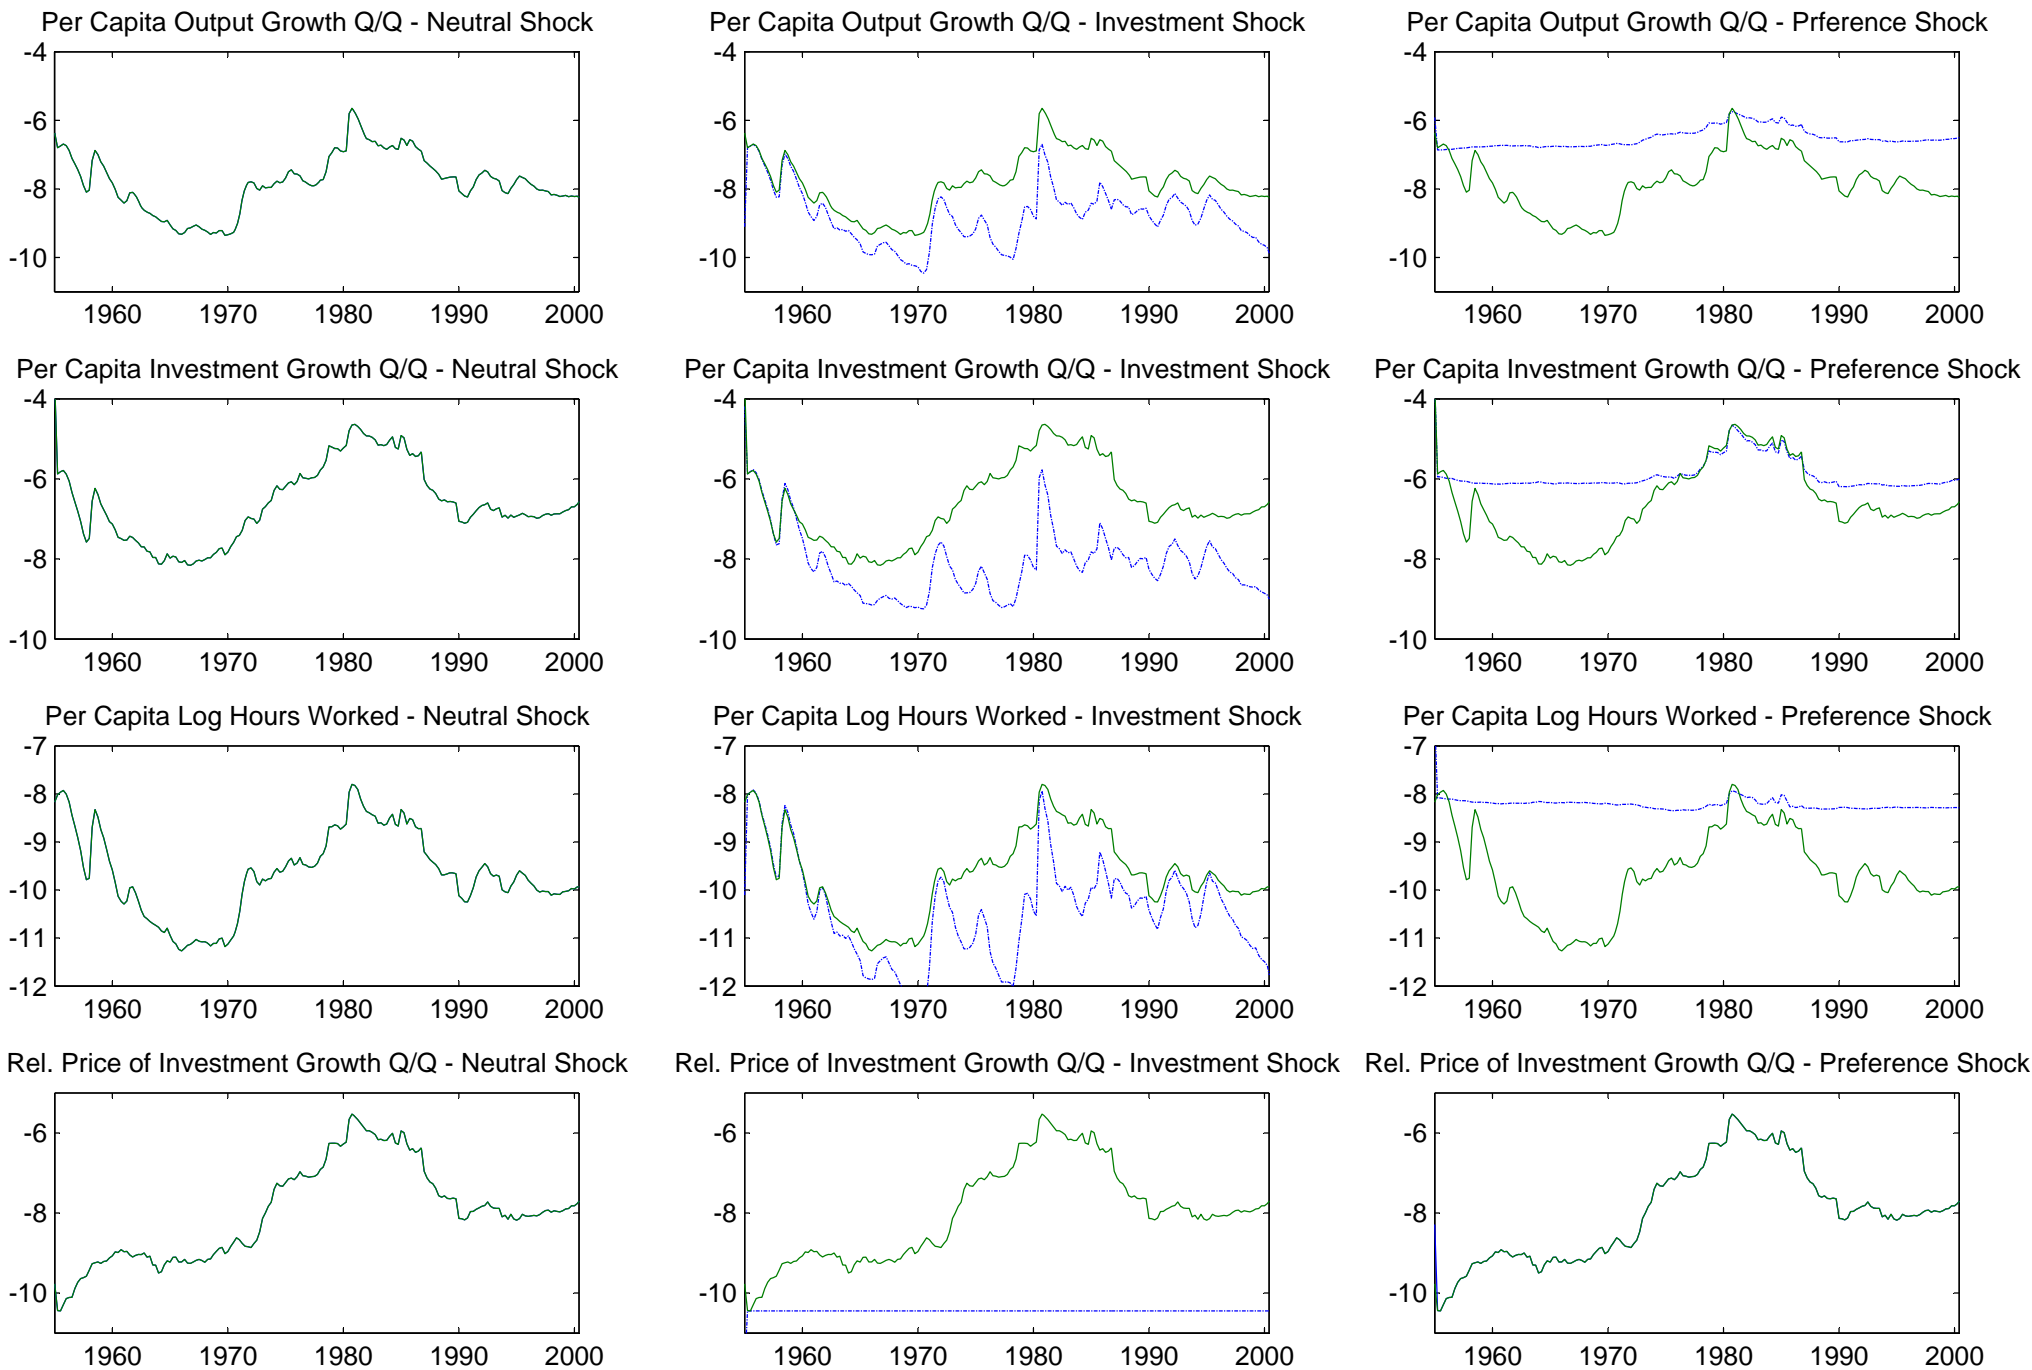 Per Capita Output Growth Q/Q - Neutral Shock
-4
-6
-8
-10
1960 1970 1980 1990 2000
Per Capita Output Growth Q/Q - Investment Shock
-4
-6
-8
-10
1960 1970 1980 1990 2000
Per Capita Output Growth Q/Q - Prference Shock
-4
-6
-8
-10
1960 1970 1980 1990 2000
Per Capita Investment Growth Q/Q - Neutral Shock
-4
-6
-8
-10
1960 1970 1980 1990 2000
Per Capita Investment Growth Q/Q - Investment Shock
-4
-6
-8
-10
1960 1970 1980 1990 2000
Per Capita Investment Growth Q/Q - Preference Shock
-4
-6
-8
-10
1960 1970 1980 1990 2000
Per Capita Log Hours Worked - Neutral Shock
-7
-8
-9
-10
-11
-12
1960 1970 1980 1990 2000
Per Capita Log Hours Worked - Investment Shock
-7
-8
-9
-10
-11
-12
1960 1970 1980 1990 2000
Per Capita Log Hours Worked - Preference Shock
-7
-8
-9
-10
-11
-12
1960 1970 1980 1990 2000
Rel. Price of Investment Growth Q/Q - Neutral Shock
-6
-8
-10
1960 1970 1980 1990 2000
Rel. Price of Investment Growth Q/Q - Investment Shock
-6
-8
-10
1960 1970 1980 1990 2000
Rel. Price of Investment Growth Q/Q - Preference Shock
-6
-8
-10
1960 1970 1980 1990 2000